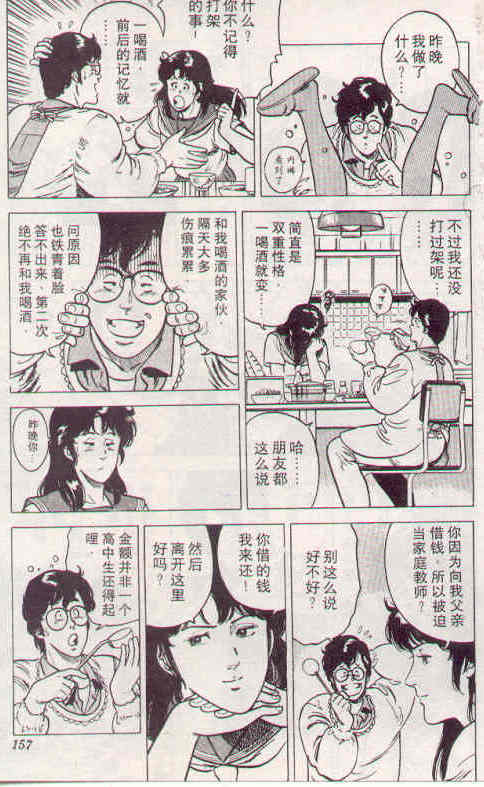 昨晚
我做了
什么？……
内裤
看到了
什么？
你不记得
打架
的事！
一喝酒，
前后的记忆就
……
不过我还没
打过架呢…
……
简直是
双重性格，
一喝酒就变……
哈……
朋友都
这么说
和我喝酒的家伙，
隔天大多
伤痕累累．
问原因
也铁青着脸
答不出来、第二次
绝不再和我喝酒．
昨晚你…
你因为向我父亲
借钱，所以被迫
当家庭教师？
别这么说
好不好？
你借的钱
我来还！
然后
离开这里
好吗？
金额并非一个
高中生还得起
哩．
157